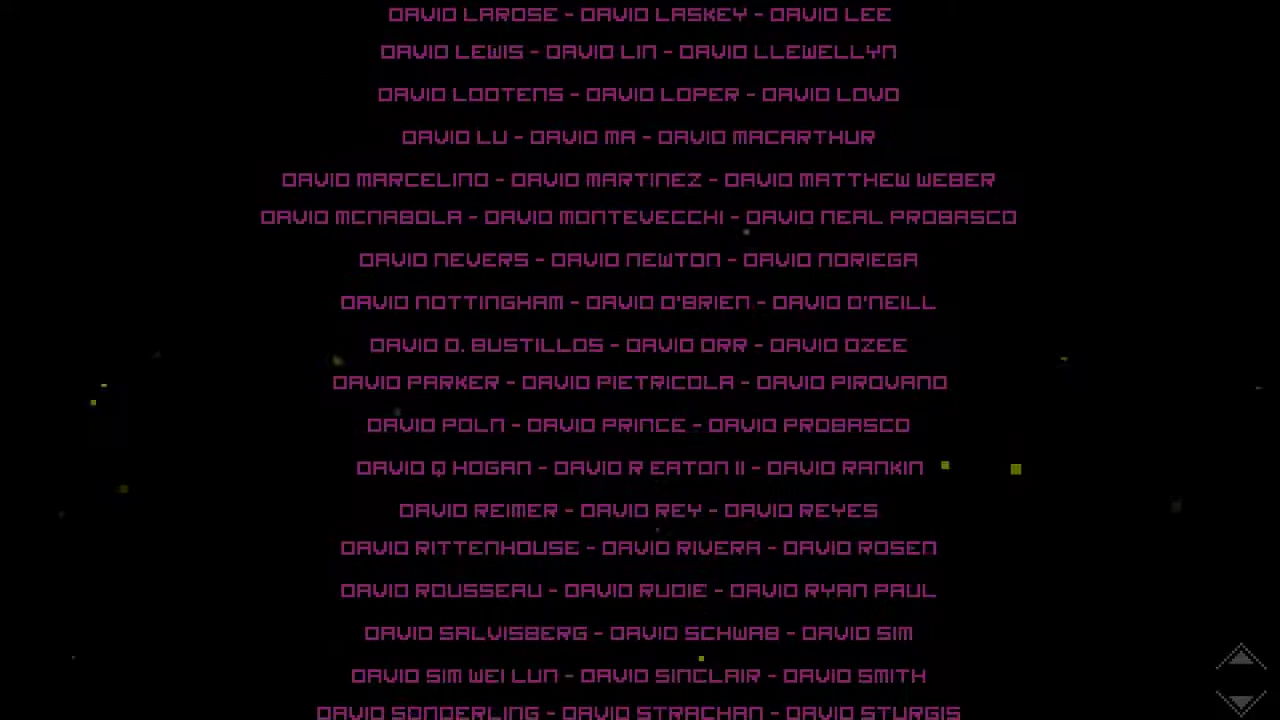 DAVID LAROSE - DAVID LASKEY - DAVID LEE
DAVID LEWIS - DAVID LIN - DAVID LLEWELLYN
DAVID LOOTENS - DAVID LOPER - DAVID LOVO
DAVID LU - DAVID MA - DAVID MACARTHUR
DAVID MARCELINO - DAVID MARTINEZ - DAVID MATTHEW WEBER
DAVID MCNABOLA - DAVID MONTEVECCHI - DAVID NEAL PROBASCO
DAVID NEVERS - DAVID NEWTON - DAVID NORIEGA
DAVID NOTTINGHAM - DAVID O'BRIEN - DAVID O'NEILL
DAVID O. BUSTILLOS - DAVID ORR - DAVID OZEE
DAVID PARKER - DAVID PIETRICOLA - DAVID PIROVANO
DAVID POLN - DAVID PRINCE - DAVID PROBASCO
DAVID Q HOGAN - DAVID R EATON II - DAVID RANKIN
DAVID REIMER - DAVID REY - DAVID REYES
DAVID RITTENHOUSE - DAVID RIVERA - DAVID ROSEN
DAVID ROUSSEAU - DAVID RUDIE - DAVID RYAN PAUL
DAVID SALVISBERG - DAVID SCHWAB - DAVID SIM
DAVID SIM WEI LUN - DAVID SINCLAIR - DAVID SMITH
DAVID SONDERLING - DAVID STRACHAN - DAVID STURGIS